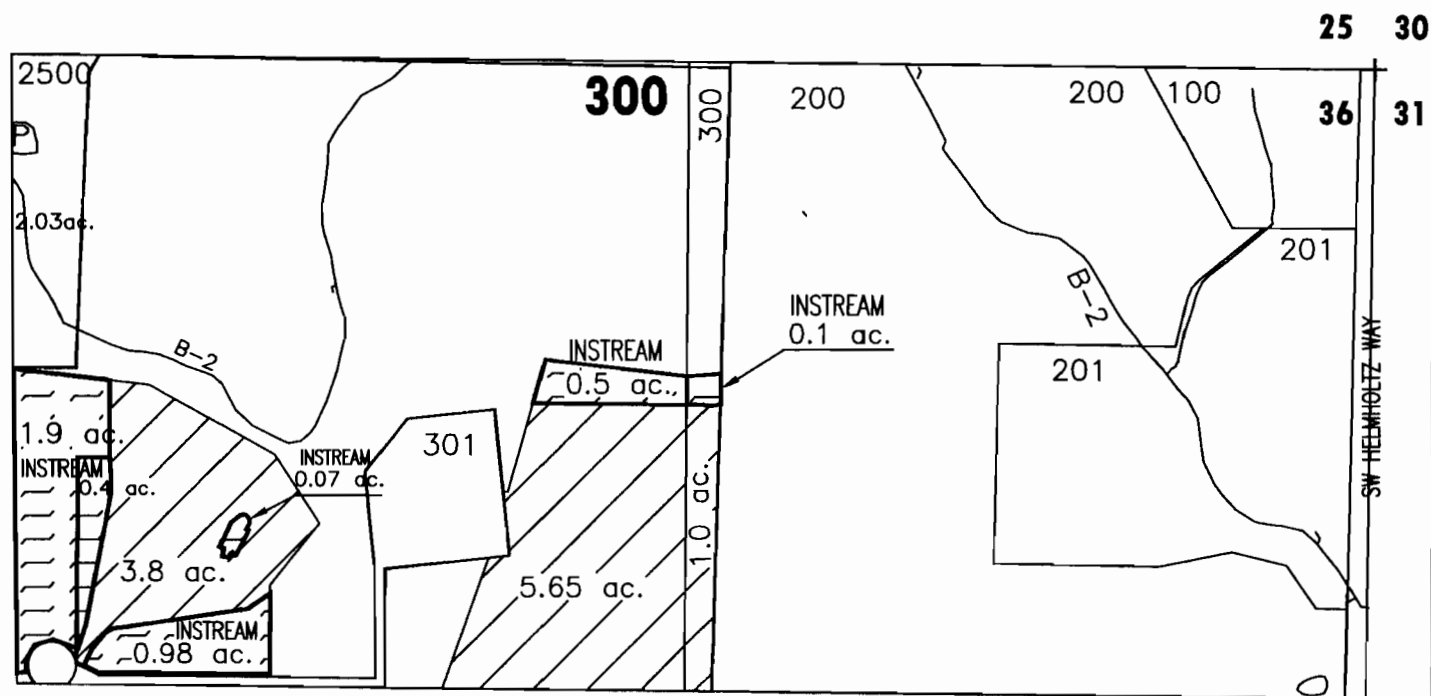 25 30
36 31
2500
300
300
200
200
100
P
2.03ac.
201
B-2
INSTREAM
0.1 ac.
SW HELMHOLTZ WAY
B-2
INSTREAM
0.5 ac.
201
1.9 ac.
INSTREAM
0.4 ac.
INSTREAM
0.07 ac.
301
1.0 ac.
3.8 ac.
5.65 ac.
INSTREAM
0.98 ac.